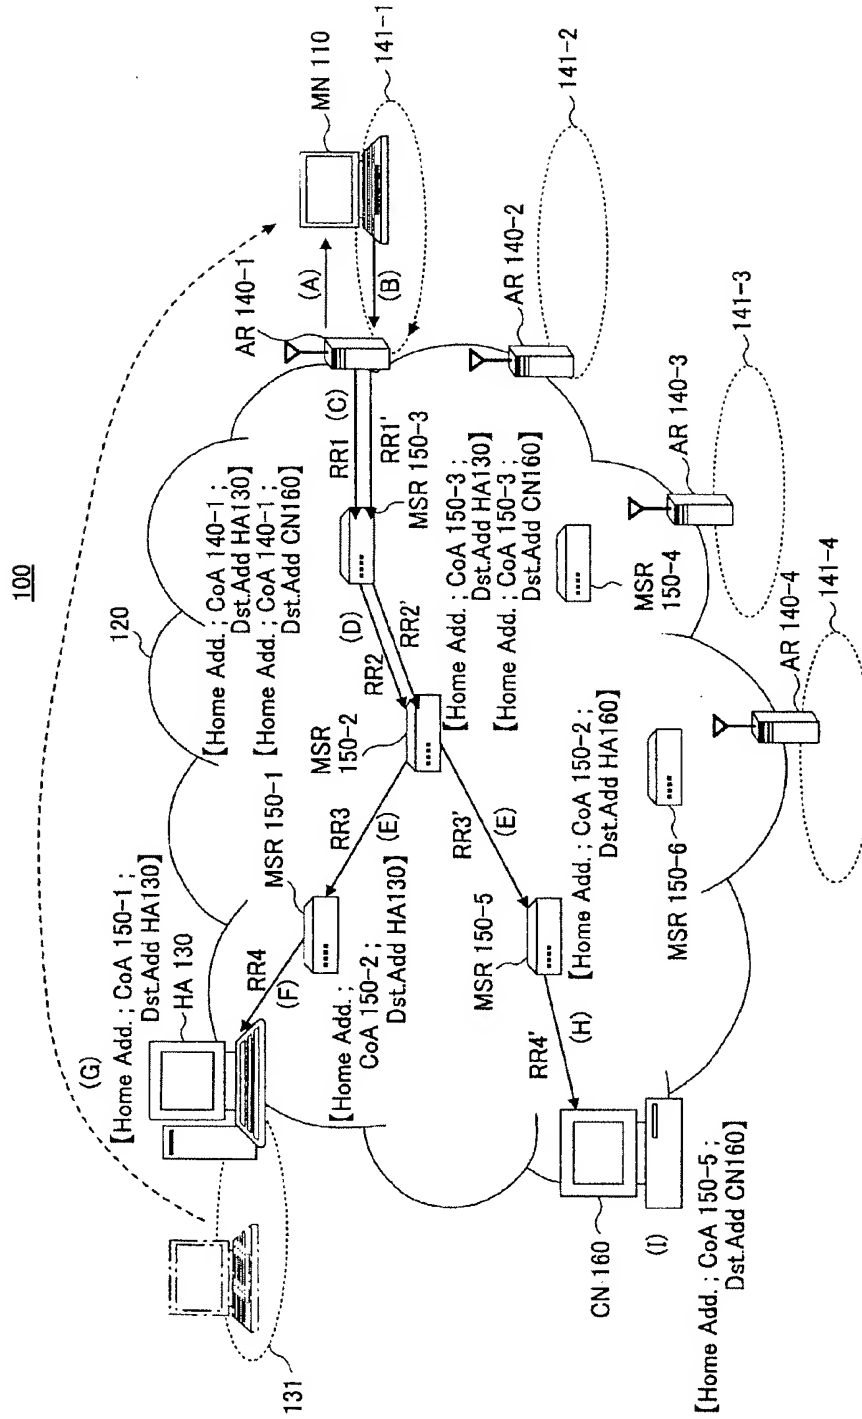 100
120
MN 110
141-1
(A)
(B)
AR 140-1
141-2
AR 140-2
RR1
(C)
RR1'
MSR 150-3
【Home Add. ; CoA 140-1 ;
Dst.Add HA130】
【Home Add. ; CoA 140-1 ;
Dst.Add CN160】
(D)
RR2
RR2'
【Home Add. ; CoA 150-3 ;
Dst.Add HA130】
【Home Add. ; CoA 150-3 ;
Dst.Add CN160】
MSR
150-4
AR 140-3
141-3
AR 140-4
141-4
MSR
150-2
MSR 150-1
RR3
(E)
RR3'
(E)
【Home Add. ; CoA 150-2 ;
Dst.Add HA160】
MSR 150-6
MSR 150-5
(G)
【Home Add. ; CoA 150-1 ;
Dst.Add HA130】
HA 130
RR4
(F)
【Home Add. ;
CoA 150-2 ;
Dst.Add HA130】
RR4'
(H)
131
CN 160
(I)
【Home Add. ; CoA 150-5 ;
Dst.Add CN160】